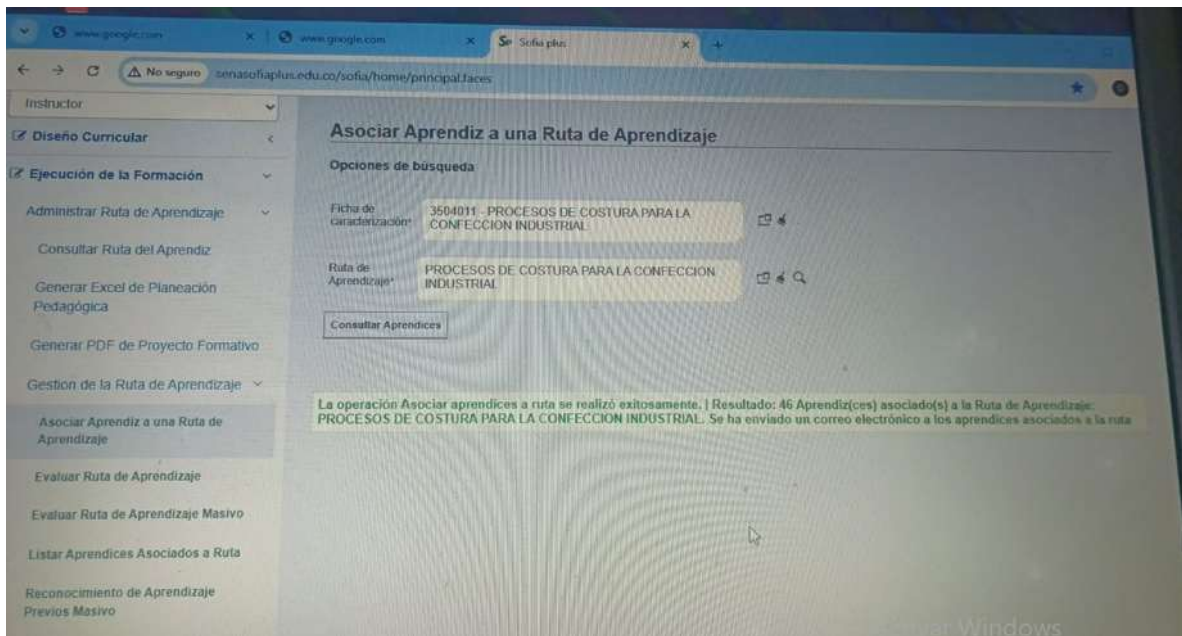 www.google.com
www.google.com
Sofia plus
No seguro
senasofiaplus.edu.co/sofia/home/principal.faces
Instructor
Diseño Curricular
Ejecución de la Formación
Administrar Ruta de Aprendizaje
Consultar Ruta del Aprendiz
Generar Excel de Planeación
Pedagógica
Generar PDF de Proyecto Formativo
Gestion de la Ruta de Aprendizaje
Asociar Aprendiz a una Ruta de
Aprendizaje
Evaluar Ruta de Aprendizaje
Evaluar Ruta de Aprendizaje Masivo
Listar Aprendices Asociados a Ruta
Reconocimiento de Aprendizaje
Previos Masivo
Asociar Aprendiz a una Ruta de Aprendizaje
Opciones de búsqueda
Ficha de
caracterización*
3504011 - PROCESOS DE COSTURA PARA LA
CONFECCION INDUSTRIAL
Ruta de
Aprendizaje*
PROCESOS DE COSTURA PARA LA CONFECCION
INDUSTRIAL
Consultar Aprendices
La operación Asociar aprendices a ruta se realizó exitosamente. | Resultado: 46 Aprendiz(ces) asociado(s) a la Ruta de Aprendizaje:
PROCESOS DE COSTURA PARA LA CONFECCION INDUSTRIAL. Se ha enviado un correo electrónico a los aprendices asociados a la ruta
Windows